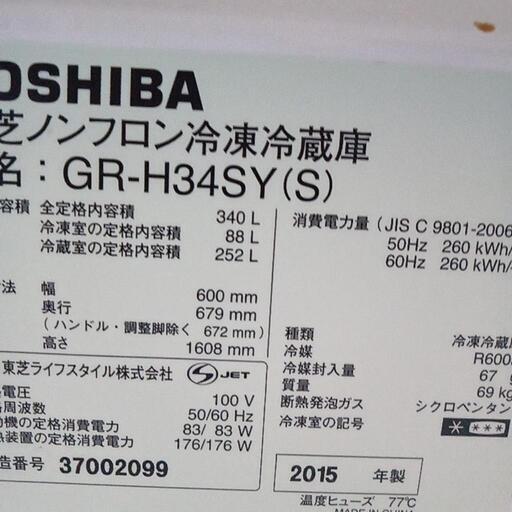 OSHIBA
芝ノンフロン冷凍冷蔵庫
名：GR-H34SY(S)
容積 全定格内容積 340 L
冷凍室の定格内容積 88 L
冷蔵室の定格内容積 252 L
消費電力量 (JIS C 9801-2006
50Hz 260 kWh/
60Hz 260 kWh/
法 幅 600 mm
奥行 679 mm
(ハンドル・調整脚除く 672 mm)
高さ 1608 mm
東芝ライフスタイル株式会社 JET
電圧 100 V
周波数 50/60 Hz
機の定格消費電力 83/ 83 W
装置の定格消費電力 176/176 W
造番号 37002099
種類 冷凍冷蔵
冷媒 R600
冷媒封入量 67 g
質量 69 kg
断熱発泡ガス シクロペンタン
冷凍室の記号
2015 年製
温度ヒューズ 77℃
MADE IN CHINA